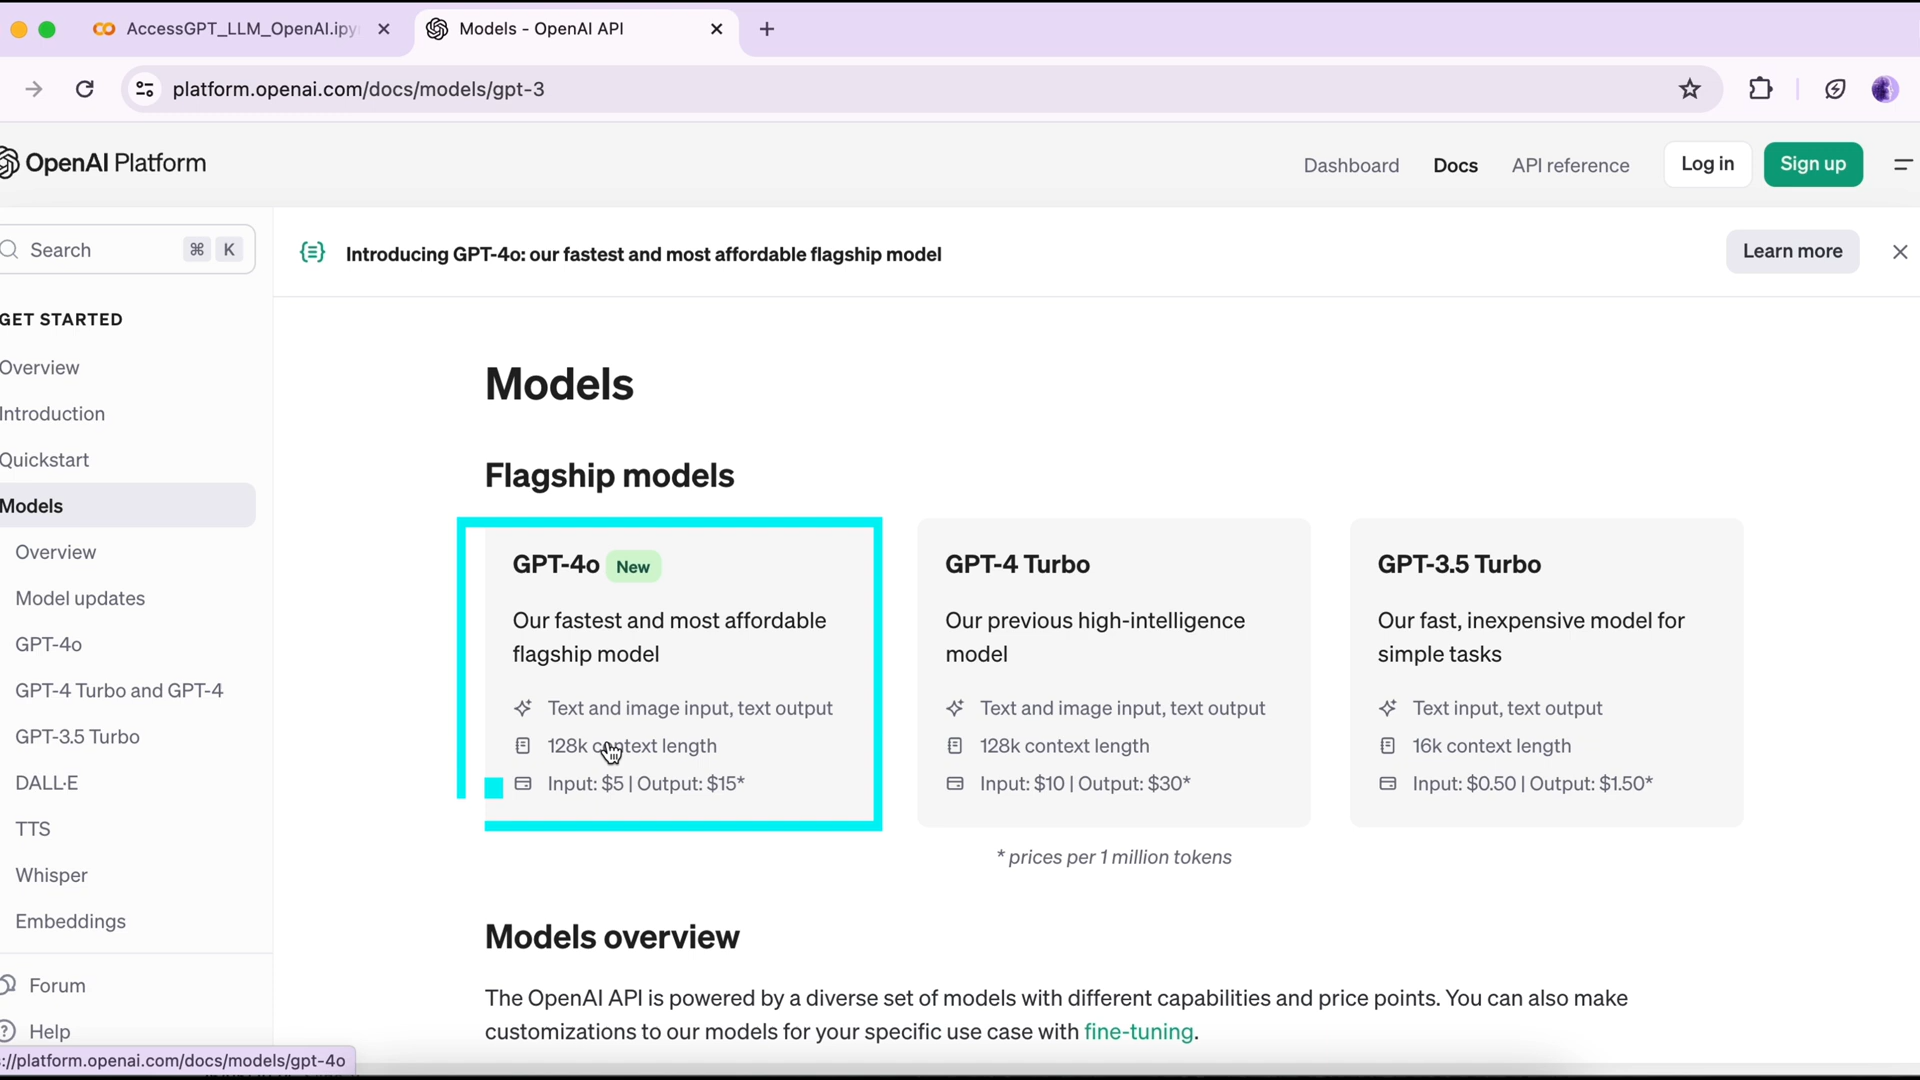 AccessGPT_LLM_OpenAI.ipy
Models - OpenAI API
platform.openai.com/docs/models/gpt-3
OpenAI Platform
Dashboard
Docs
API reference
Log in
Sign up
Search
⌘ K
Introducing GPT-4o: our fastest and most affordable flagship model
Learn more
GET STARTED
Overview
Introduction
Quickstart
Models
Overview
Model updates
GPT-4o
GPT-4 Turbo and GPT-4
GPT-3.5 Turbo
DALL·E
TTS
Whisper
Embeddings
Forum
Help
://platform.openai.com/docs/models/gpt-4o
Models
Flagship models
GPT-4o New
Our fastest and most affordable
flagship model
Text and image input, text output
128k context length
Input: $5 | Output: $15*
GPT-4 Turbo
Our previous high-intelligence
model
Text and image input, text output
128k context length
Input: $10 | Output: $30*
GPT-3.5 Turbo
Our fast, inexpensive model for
simple tasks
Text input, text output
16k context length
Input: $0.50 | Output: $1.50*
* prices per 1 million tokens
Models overview
The OpenAI API is powered by a diverse set of models with different capabilities and price points. You can also make
customizations to our models for your specific use case with fine-tuning.